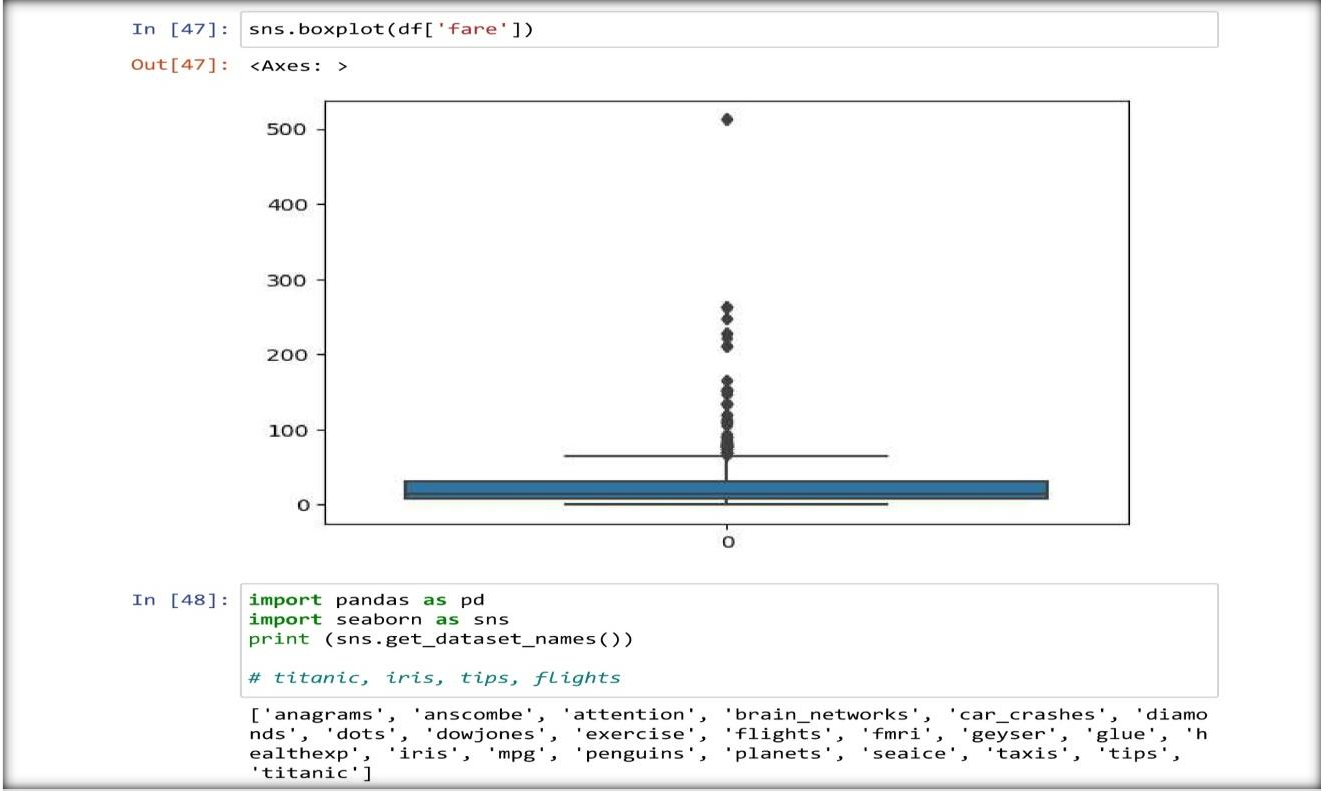 In [47]: sns.boxplot(df['fare'])
Out[47]: <Axes: >
500
400
300
200
100
0
0
In [48]: import pandas as pd
import seaborn as sns
print (sns.get_dataset_names())
# titanic, iris, tips, flights
['anagrams', 'anscombe', 'attention', 'brain_networks', 'car_crashes', 'diamo
nds', 'dots', 'dowjones', 'exercise', 'flights', 'fmri', 'geyser', 'glue', 'h
ealthexp', 'iris', 'mpg', 'penguins', 'planets', 'seaice', 'taxis', 'tips',
'titanic']